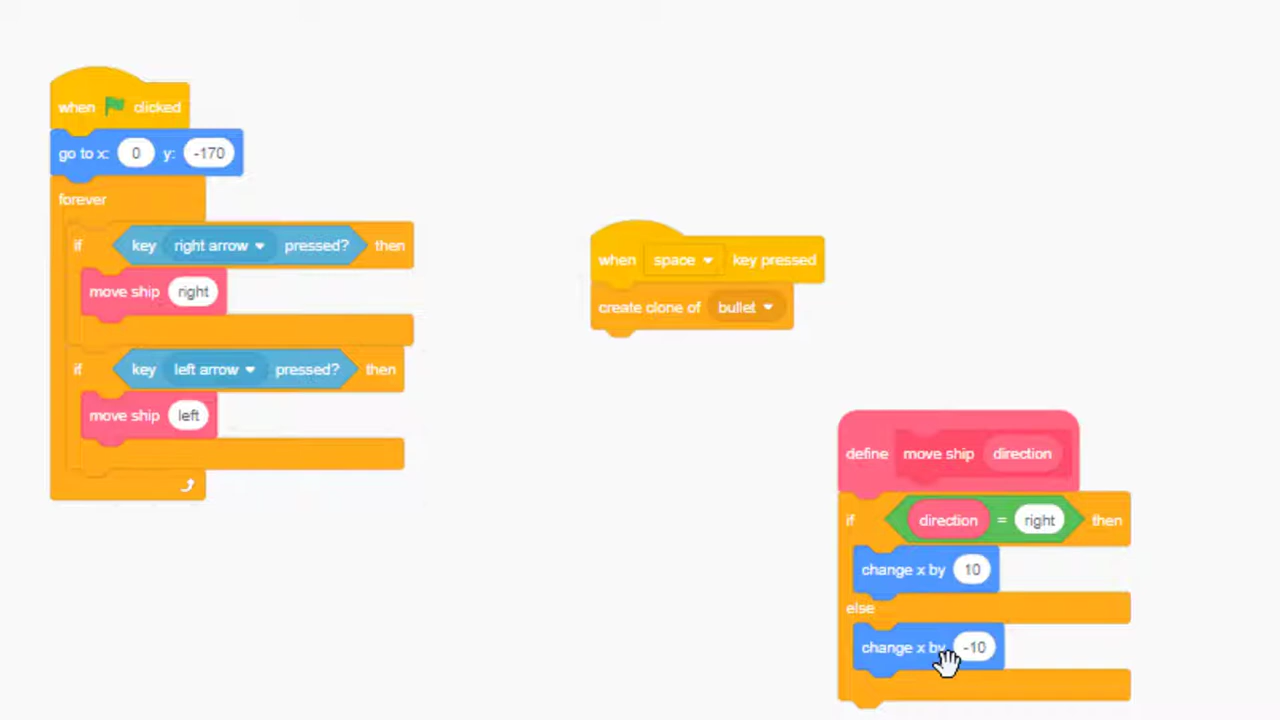 when clicked
go to x: 0 y: -170
forever
if key right arrow pressed? then
move ship right
if key left arrow pressed? then
move ship left
when space key pressed
create clone of bullet
define move ship direction
if direction = right then
change x by 10
else
change x by -10